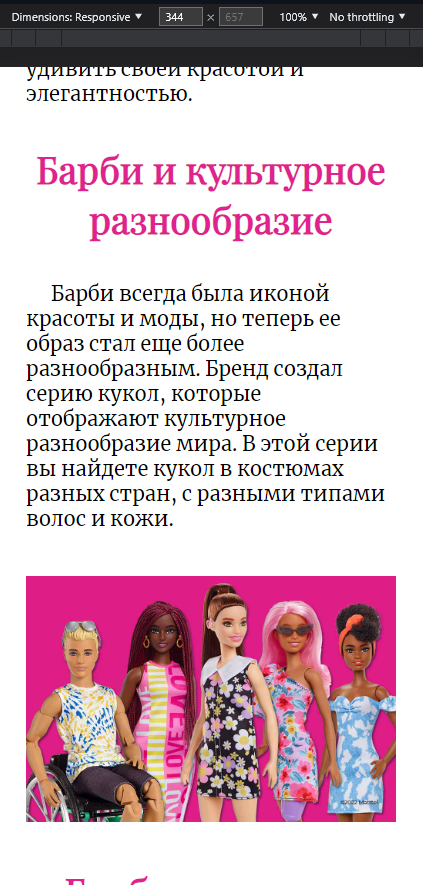 Dimensions: Responsive ▼ 344 × 657 100% ▼ No throttling ▼
удивить своей красотой и
элегантностью.
Барби и культурное
разнообразие
Барби всегда была иконой
красоты и моды, но теперь ее
образ стал еще более
разнообразным. Бренд создал
серию кукол, которые
отображают культурное
разнообразие мира. В этой серии
вы найдете кукол в костюмах
разных стран, с разными типами
волос и кожи.
LOVE
©2022 Mattel